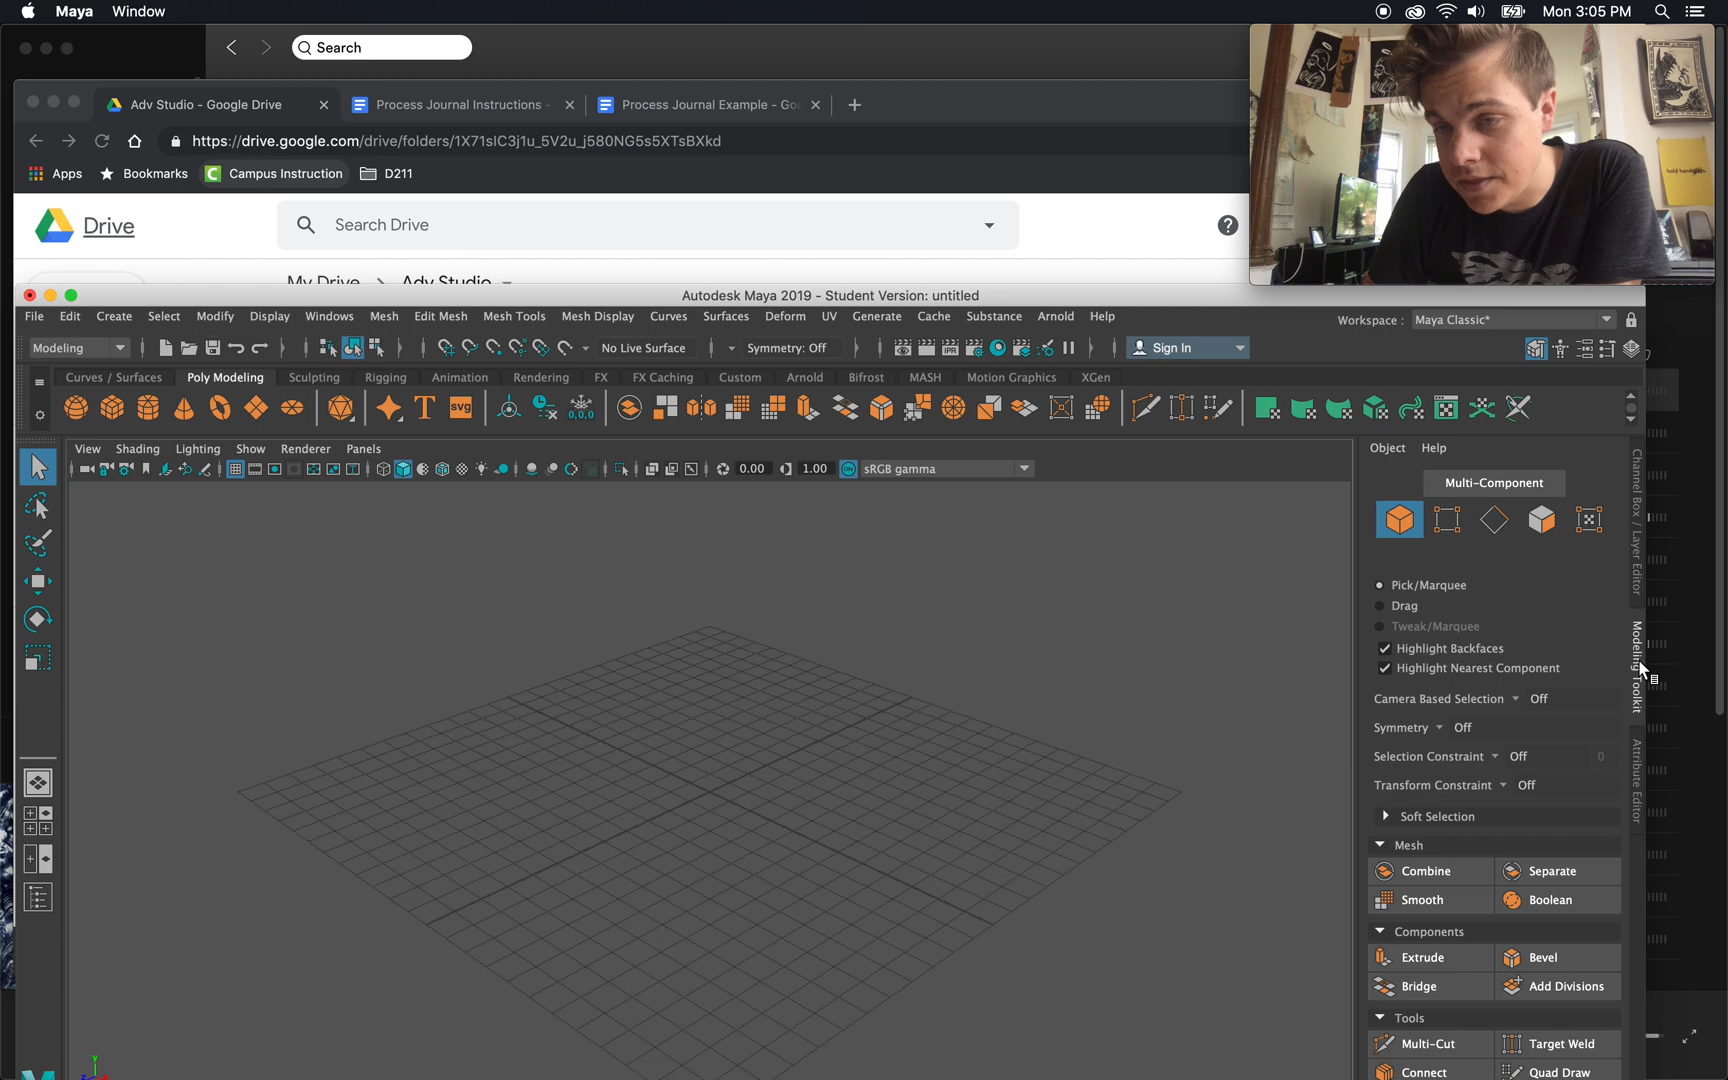 Maya Window Mon 3:05 PM
Search
Adv Studio - Google Drive Process Journal Instructions - Process Journal Example - Goo
https://drive.google.com/drive/folders/1X71slC3j1u_5V2u_j580NG5s5XTsBXkd
Apps Bookmarks Campus Instruction D211
Drive Search Drive
My Drive Adv Studio
Autodesk Maya 2019 - Student Version: untitled
File Edit Create Select Modify Display Windows Mesh Edit Mesh Mesh Tools Mesh Display Curves Surfaces Deform UV Generate Cache Substance Arnold Help Workspace : Maya Classic*
Modeling No Live Surface Symmetry: Off IPR Sign In
Curves / Surfaces Poly Modeling Sculpting Rigging Animation Rendering FX FX Caching Custom Arnold Bifrost MASH Motion Graphics XGen
T SVG 0,0,0
View Shading Lighting Show Renderer Panels
0.00 1.00 ON sRGB gamma
Object Help
Multi-Component
Pick/Marquee
Drag
Tweak/Marquee
Highlight Backfaces
Highlight Nearest Component
Camera Based Selection Off
Symmetry Off
Selection Constraint Off 0
Transform Constraint Off
Soft Selection
Mesh
Combine Separate
Smooth Boolean
Components
Extrude Bevel
Bridge Add Divisions
Tools
Multi-Cut Target Weld
Connect Quad Draw
Channel Box / Layer Editor
Modeling Toolkit
Attribute Editor
y